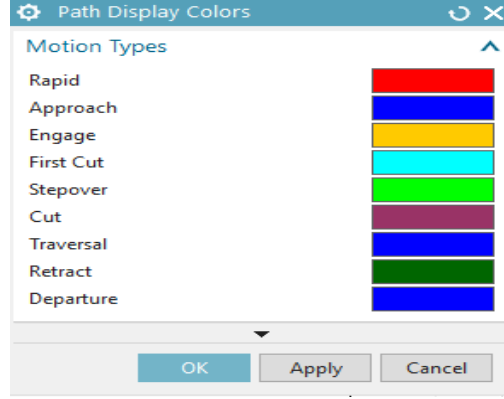 Path Display Colors
Motion Types
Rapid
Approach
Engage
First Cut
Stepover
Cut
Traversal
Retract
Departure
OK Apply Cancel